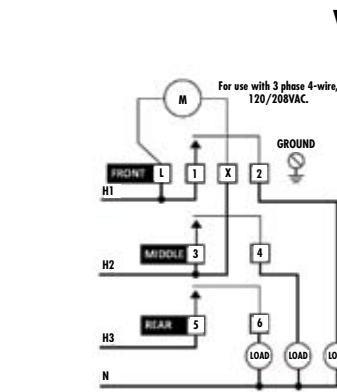 M
For use with 3 phase 4-wire,
120/208VAC.
GROUND
FRONT L 1 X 2
H1
MIDDLE 3 4
H2
REAR 5 6
H3
LOAD LOAD LO
N